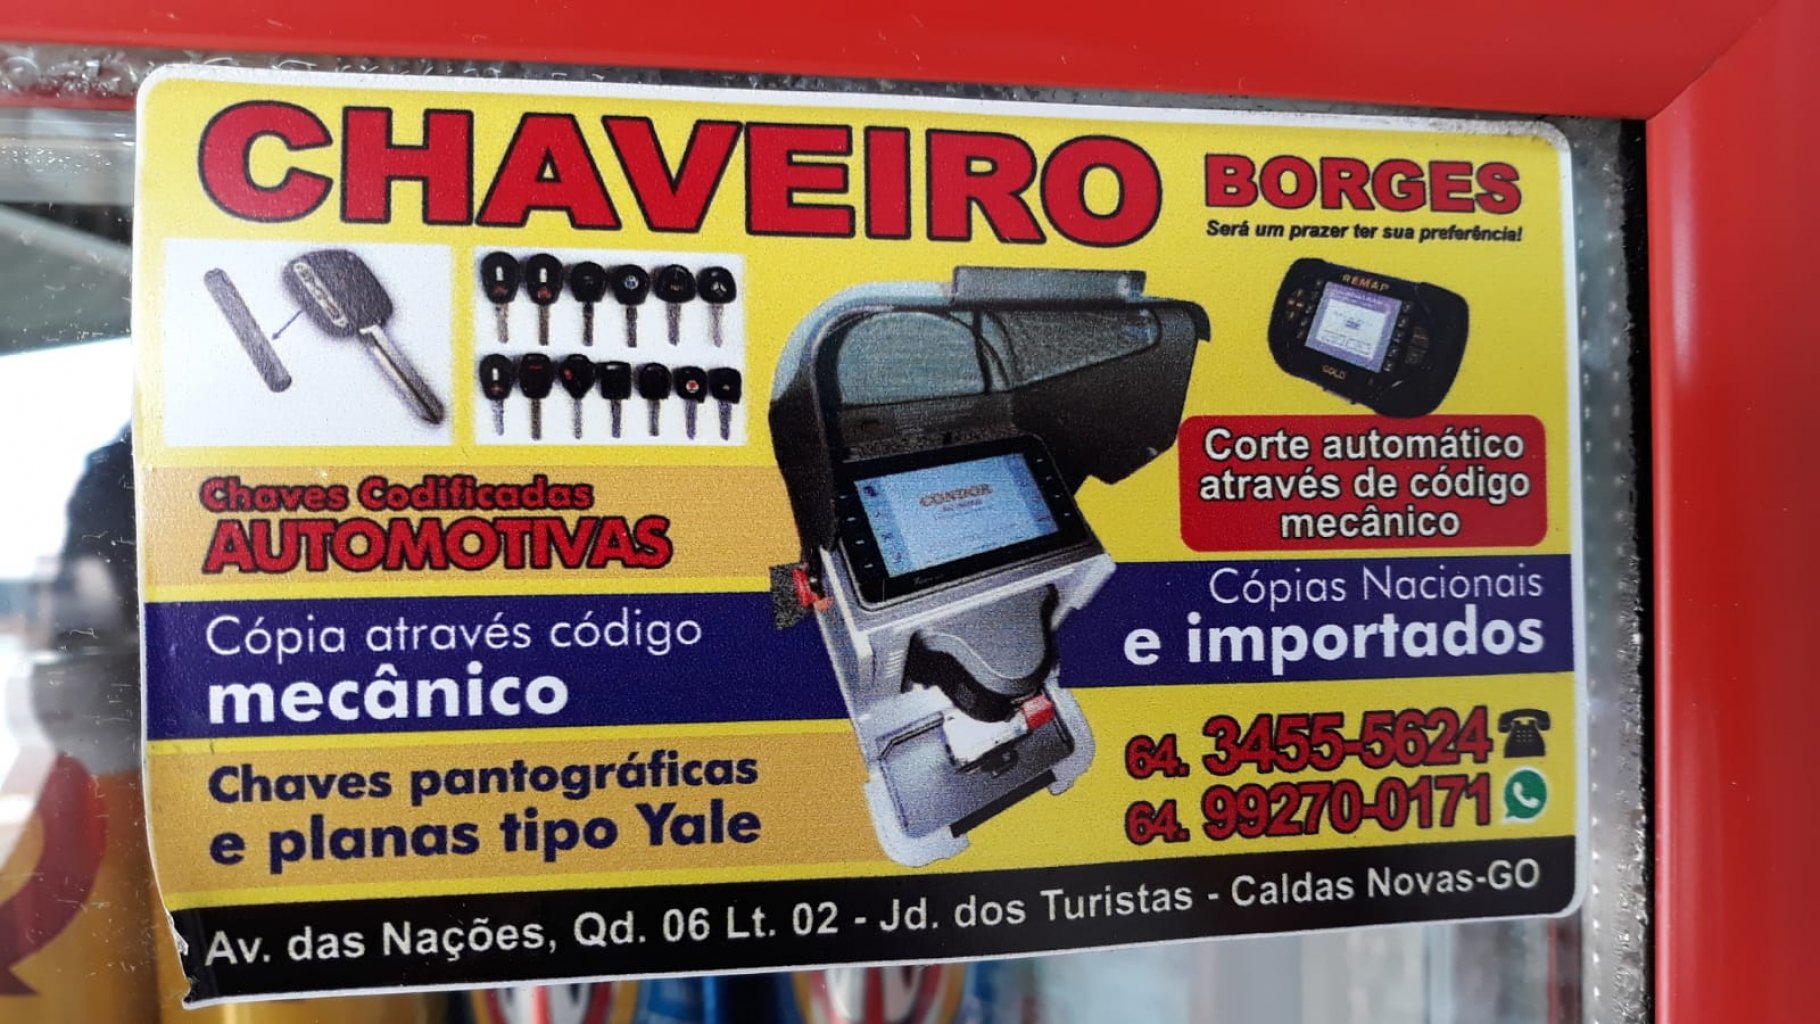 CHAVEIRO
BORGES
Será um prazer ter sua preferência!
REMAP
GOLD
Corte automático
através de código
mecânico
Chaves Codificadas
AUTOMOTIVAS
CONDOR
Cópia através código
mecânico
Cópias Nacionais
e importados
Chaves pantográficas
e planas tipo Yale
64. 3455-5624
64. 99270-0171
Av. das Nações, Qd. 06 Lt. 02 - Jd. dos Turistas - Caldas Novas-GO